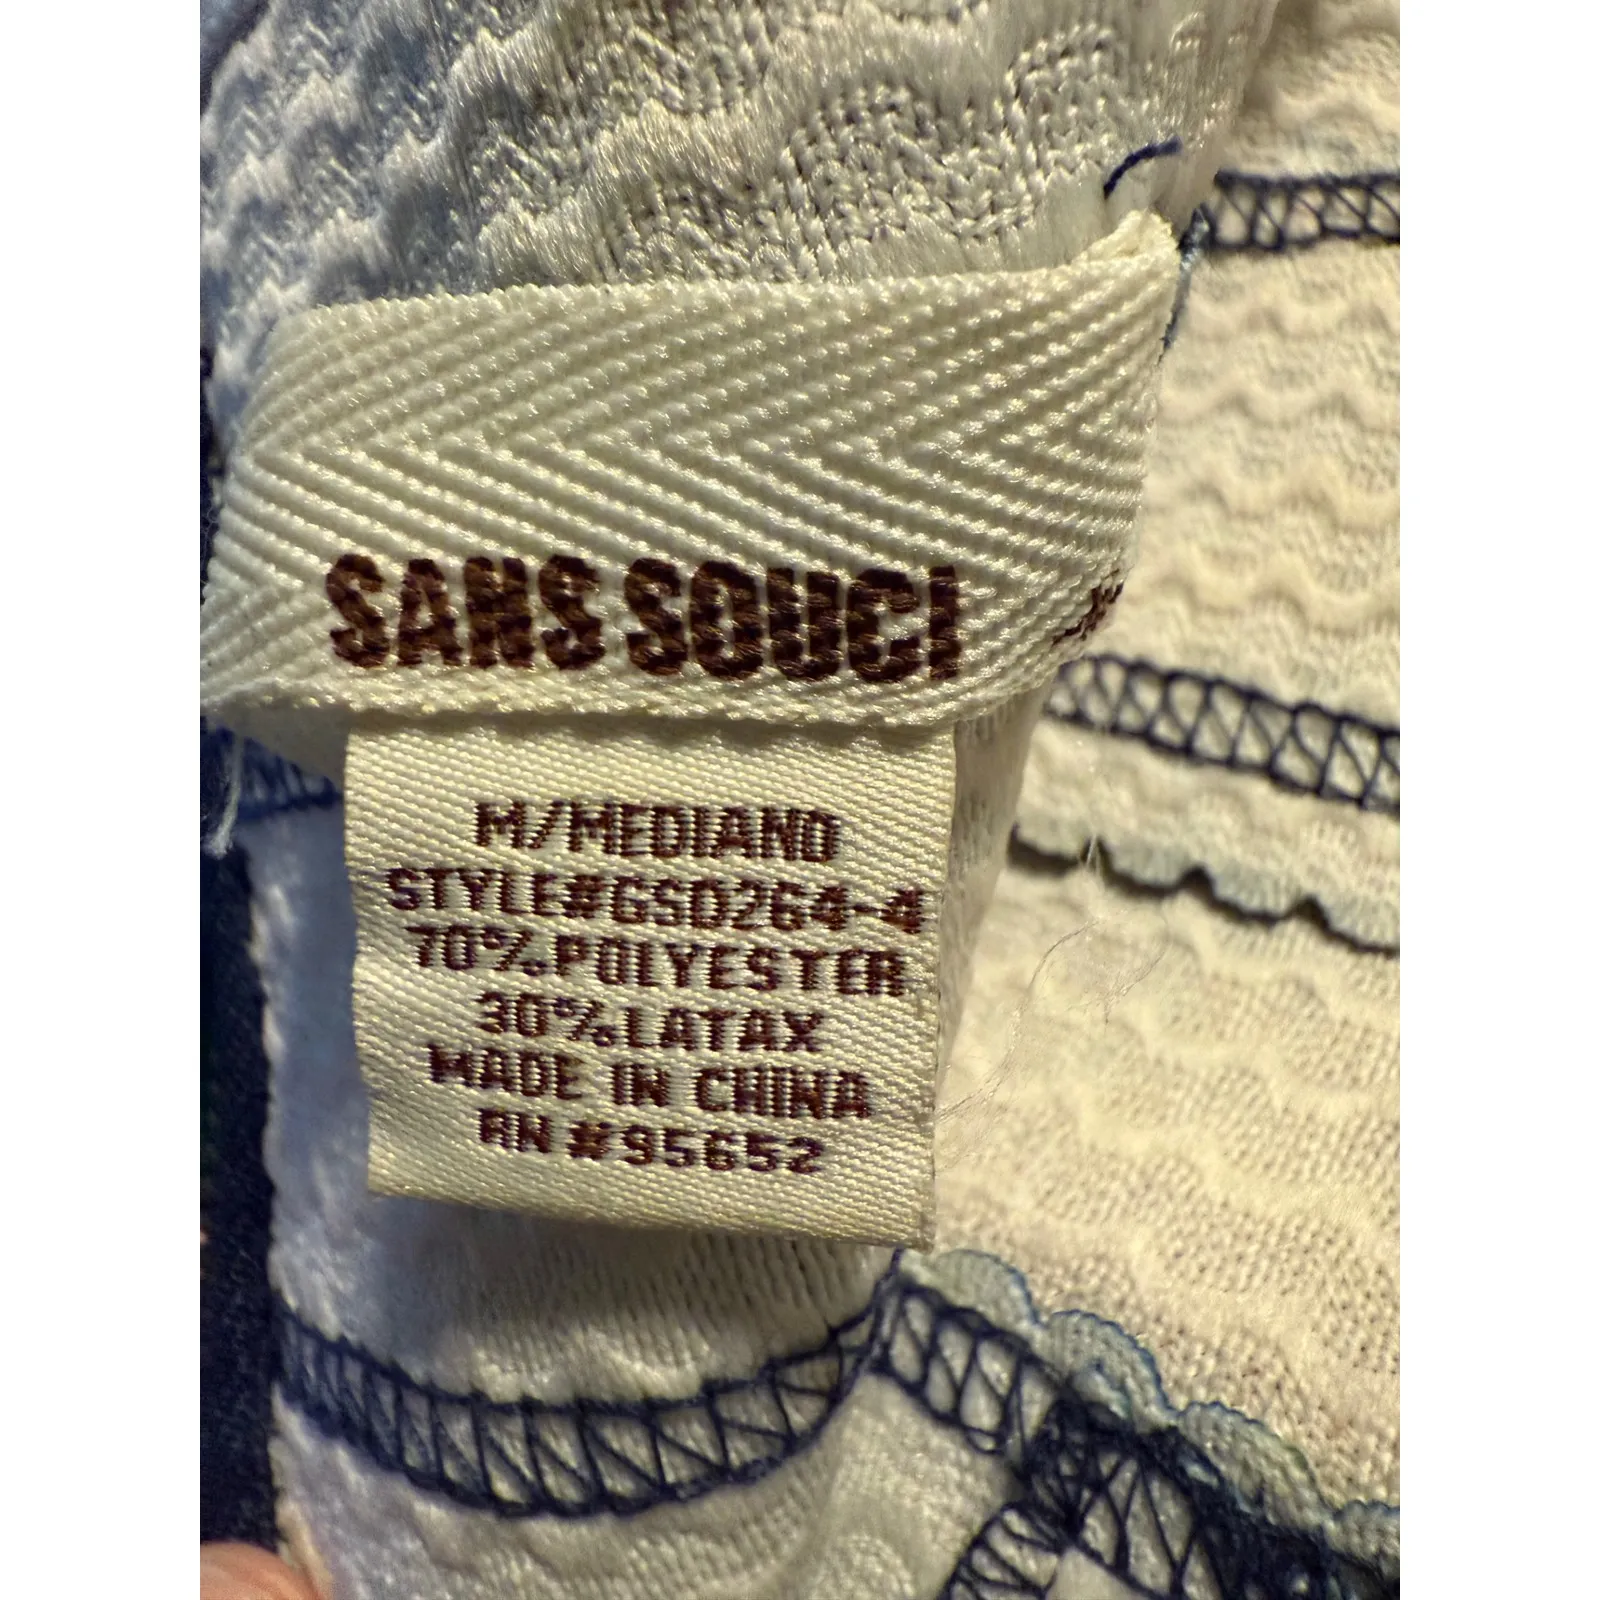 SANS SOUCI
M/MEDIANO
STYLE#GSD264-4
70%POLYESTER
30%LATAX
MADE IN CHINA
RN #95652